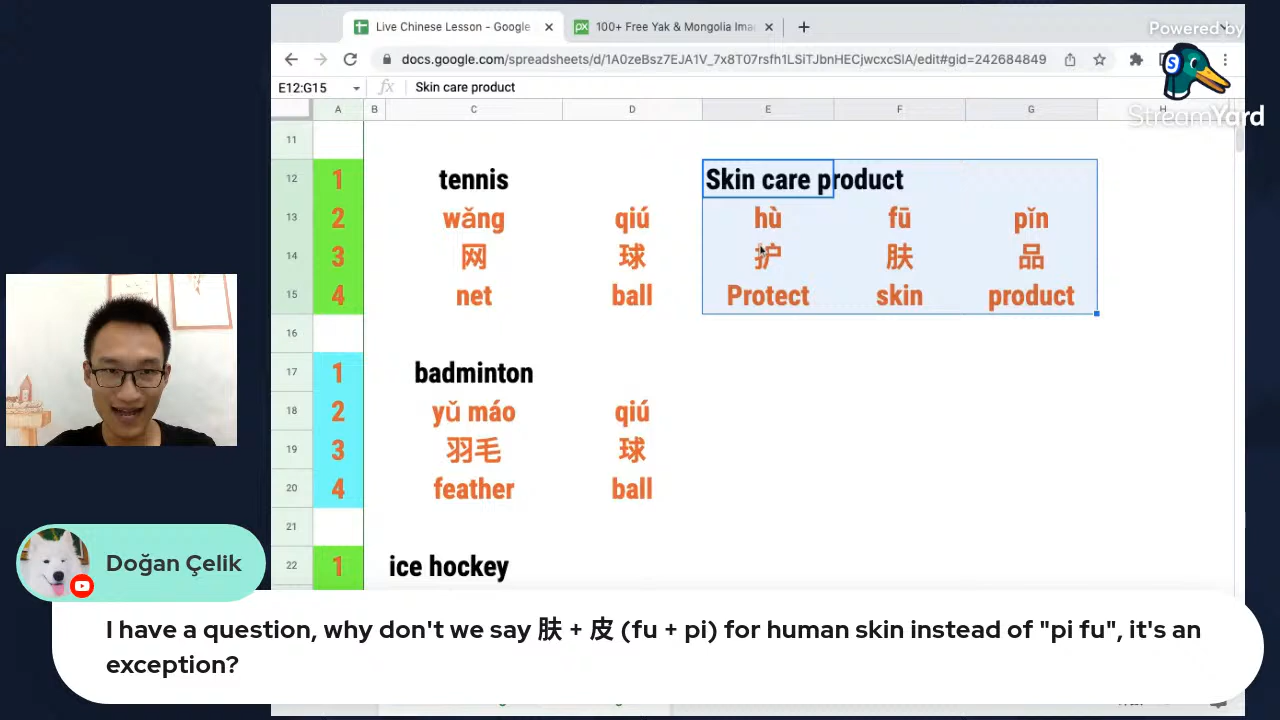 Live Chinese Lesson - Google
100+ Free Yak & Mongolia Ima
Powered by
docs.google.com/spreadsheets/d/1A0zeBsz7EJA1V_7x8T07rsfh1LSiTJbnHECjwcxcSlA/edit#gid=242684849
StreamYard
E12:G15 fx Skin care product
A B C D E F G H
11
12 1 tennis Skin care product
13 2 wǎng qiú hù fū pǐn
14 3 网 球 护 肤 品
15 4 net ball Protect skin product
16
17 1 badminton
18 2 yǔ máo qiú
19 3 羽毛 球
20 4 feather ball
21
22 1 ice hockey
Doğan Çelik
I have a question, why don't we say 肤 + 皮 (fu + pi) for human skin instead of "pi fu", it's an
exception?